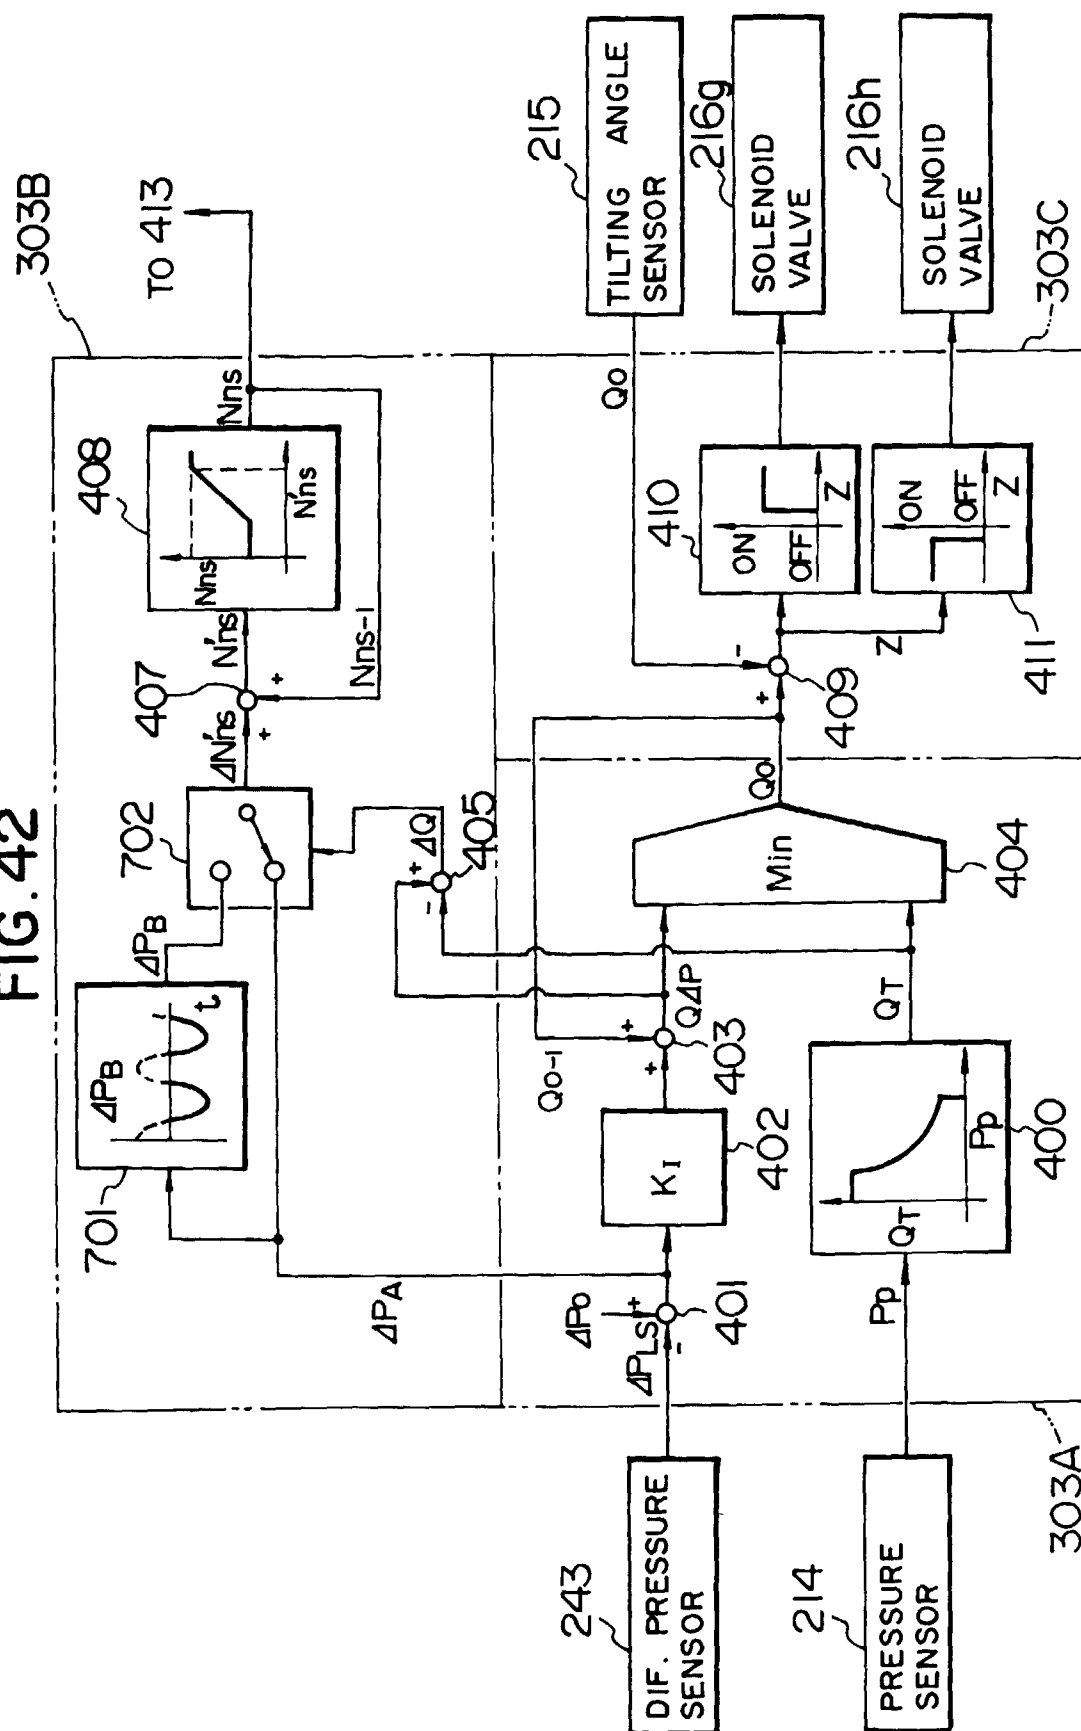 FIG. 42
303B
TO 413
701
ΔPB
t
ΔPB
702
ΔN'ns
+
407
+
N'ns
Nns-1
408
Nns
N'ns
Nns
ΔPA
ΔQ
+
-
405
243
DIF. PRESSURE
SENSOR
ΔPLS
-
ΔPo
+
401
KI
402
Qo-1
+
+
403
QΔP
Min
404
Qo
+
-
409
Qo
215
TILTING ANGLE
SENSOR
Z
410
ON
OFF
Z
216g
SOLENOID
VALVE
411
ON
OFF
Z
216h
SOLENOID
VALVE
214
PRESSURE
SENSOR
Pp
QT
Pp
400
QT
303A
303C